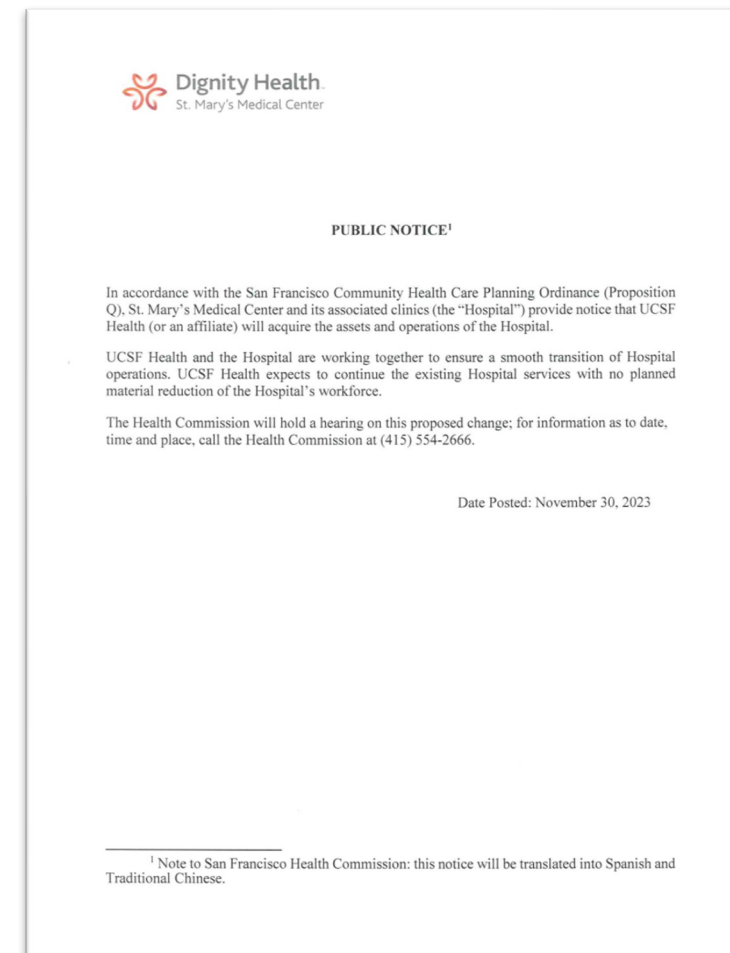 Dignity Health™
St. Mary's Medical Center
PUBLIC NOTICE¹
In accordance with the San Francisco Community Health Care Planning Ordinance (Proposition
Q), St. Mary's Medical Center and its associated clinics (the “Hospital”) provide notice that UCSF
Health (or an affiliate) will acquire the assets and operations of the Hospital.
UCSF Health and the Hospital are working together to ensure a smooth transition of Hospital
operations. UCSF Health expects to continue the existing Hospital services with no planned
material reduction of the Hospital’s workforce.
The Health Commission will hold a hearing on this proposed change; for information as to date,
time and place, call the Health Commission at (415) 554-2666.
Date Posted: November 30, 2023
¹ Note to San Francisco Health Commission: this notice will be translated into Spanish and
Traditional Chinese.